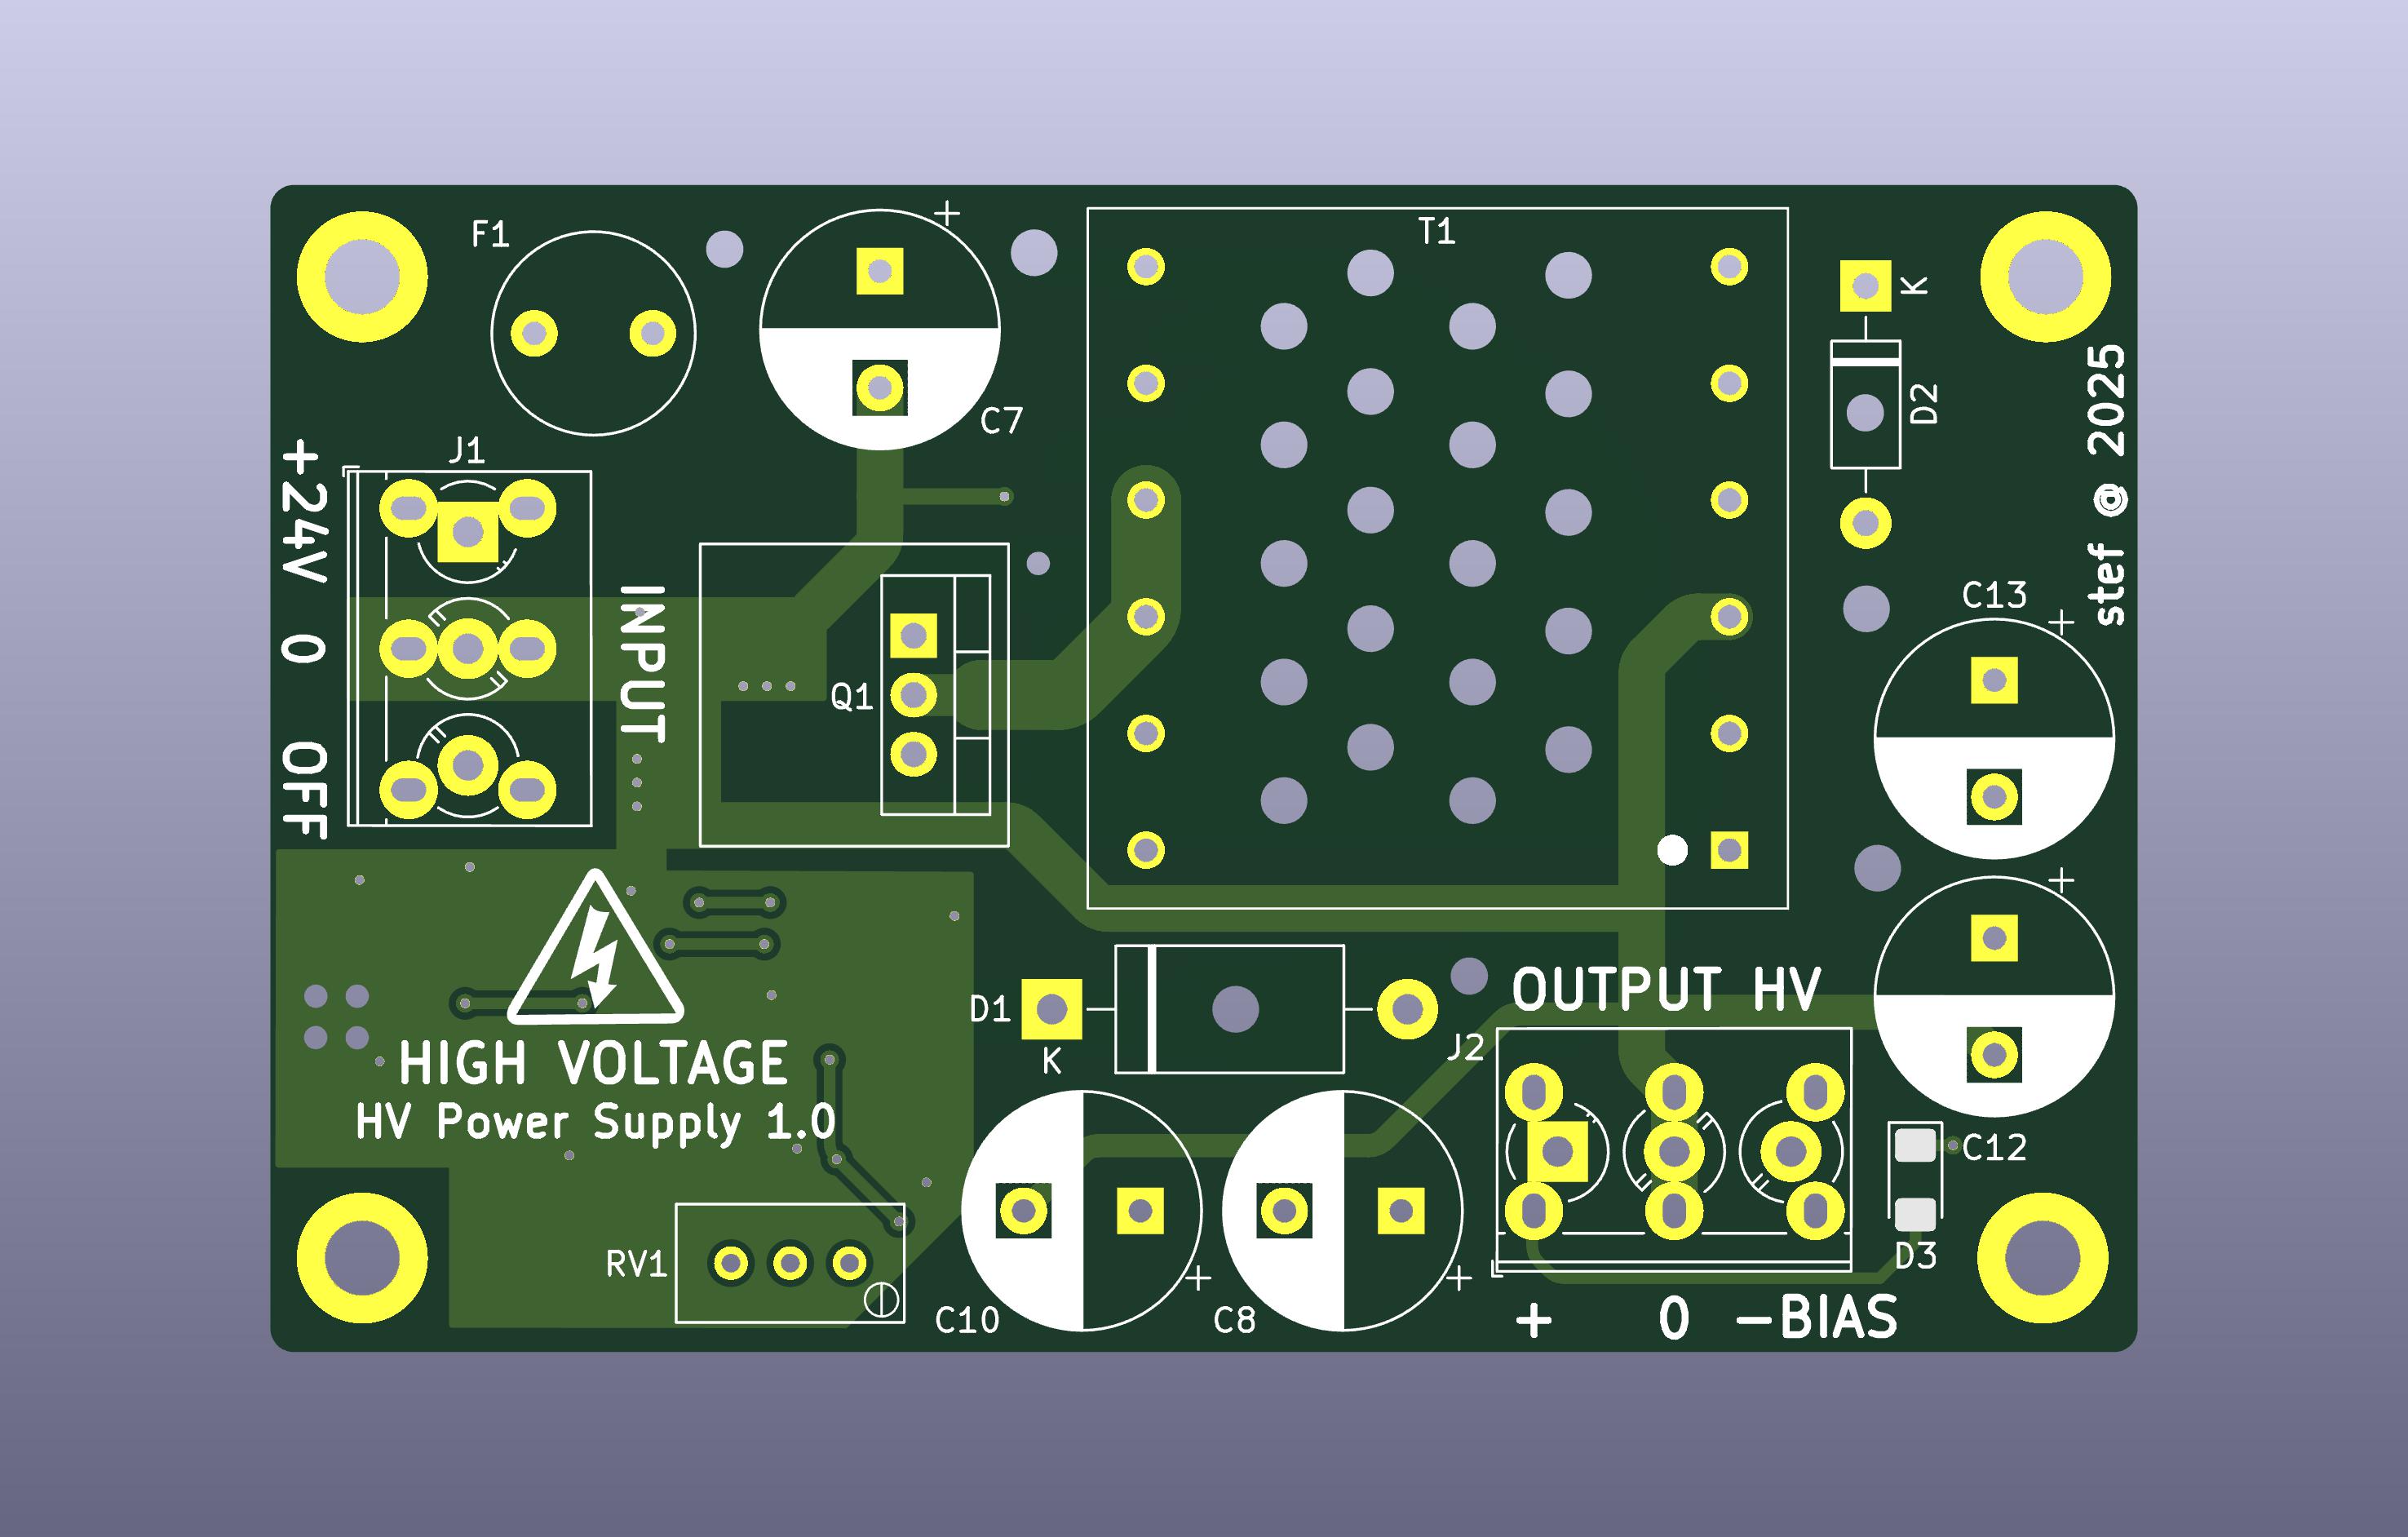 F1
+
T1
K
C7
D2
stef @ 2025
J1
+24V 0 OFF
INPUT
Q1
C13
+
+
D1
K
OUTPUT HV
J2
HIGH VOLTAGE
HV Power Supply 1.0
C12
RV1
D3
+
+
C10
C8
+ 0 -BIAS